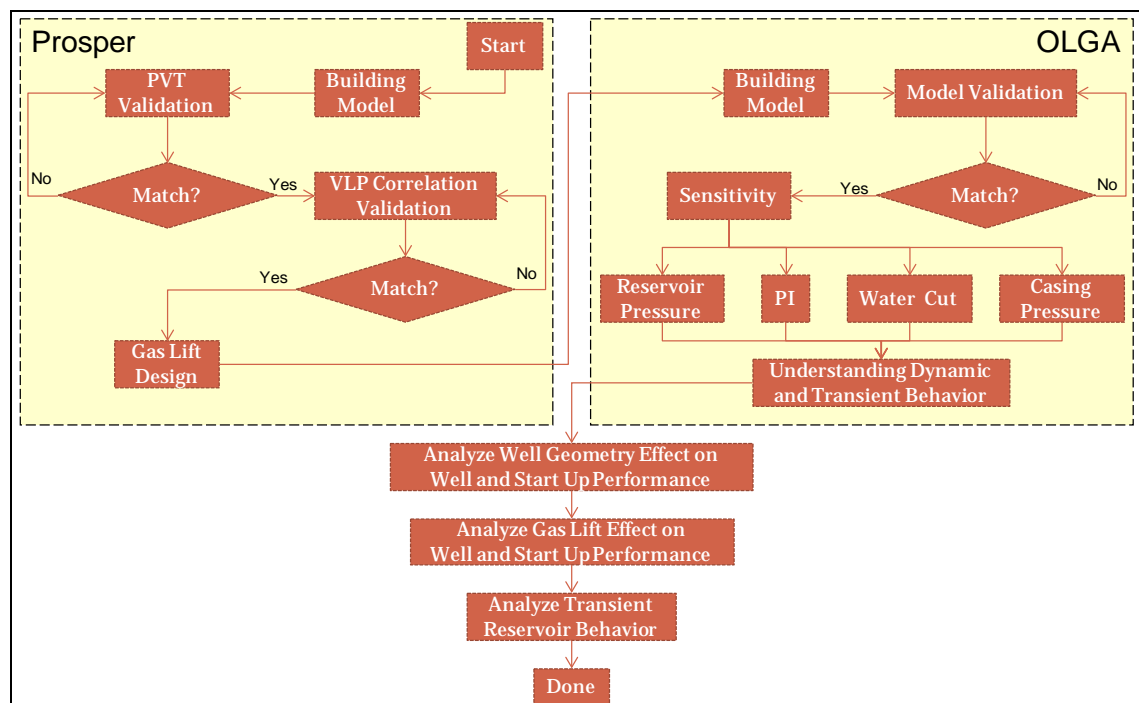 Prosper
Start
Building
Model
PVT
Validation
No
Match?
Yes
VLP Correlation
Validation
Yes
Match?
No
Gas Lift
Design
OLGA
Building
Model
Model Validation
Match?
No
Yes
Sensitivity
Reservoir
Pressure
PI
Water Cut
Casing
Pressure
Understanding Dynamic
and Transient Behavior
Analyze Well Geometry Effect on
Well and Start Up Performance
Analyze Gas Lift Effect on
Well and Start Up Performance
Analyze Transient
Reservoir Behavior
Done